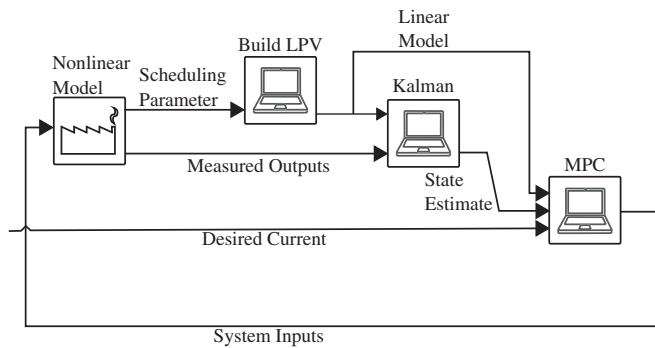 Linear
Model
Build LPV
Nonlinear
Model
Scheduling
Parameter
Kalman
Measured Outputs
State
Estimate
MPC
Desired Current
System Inputs